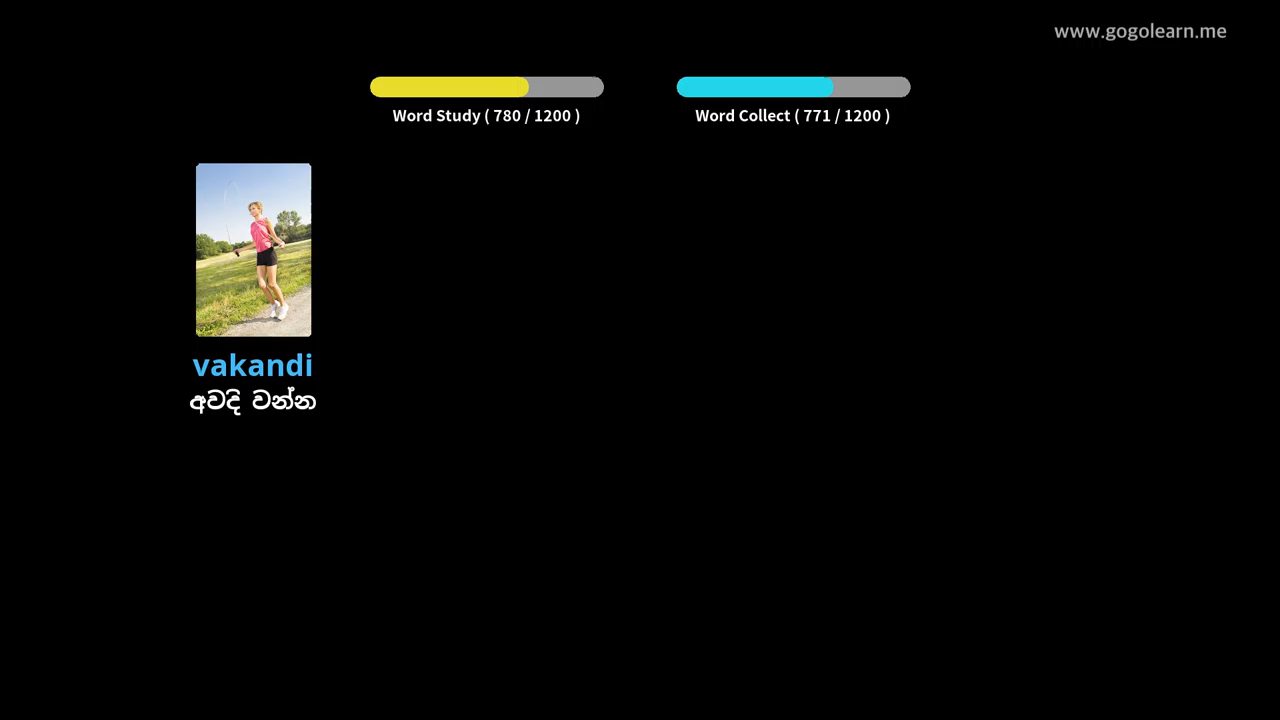 www.gogolearn.me
Word Study ( 780 / 1200 )
Word Collect ( 771 / 1200 )
vakandi
අවදි වන්න